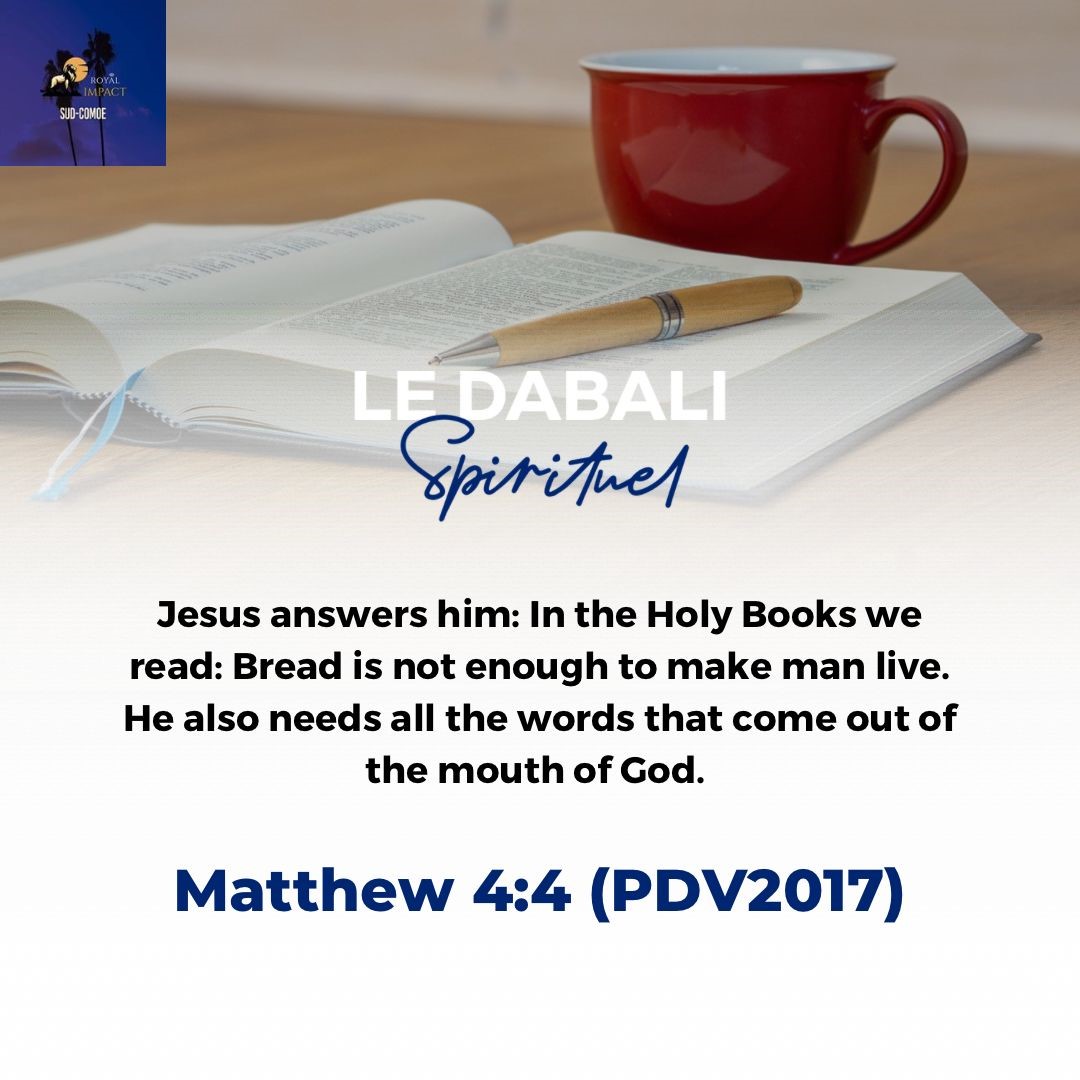 ROYAL
IMPACT
SUD-COMOE
LE DABALI
Spirituel
Jesus answers him: In the Holy Books we
read: Bread is not enough to make man live.
He also needs all the words that come out of
the mouth of God.
Matthew 4:4 (PDV2017)